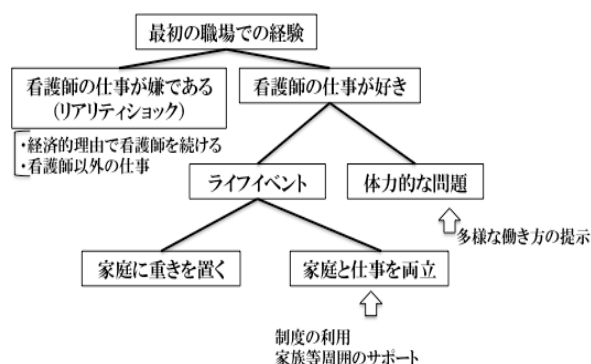 最初の職場での経験
看護師の仕事が嫌である
(リアリティショック)
看護師の仕事が好き
・経済的理由で看護師を続ける
・看護師以外の仕事
ライフイベント
体力的な問題
多様な働き方の提示
家庭に重きを置く
家庭と仕事を両立
制度の利用
家族等周囲のサポート